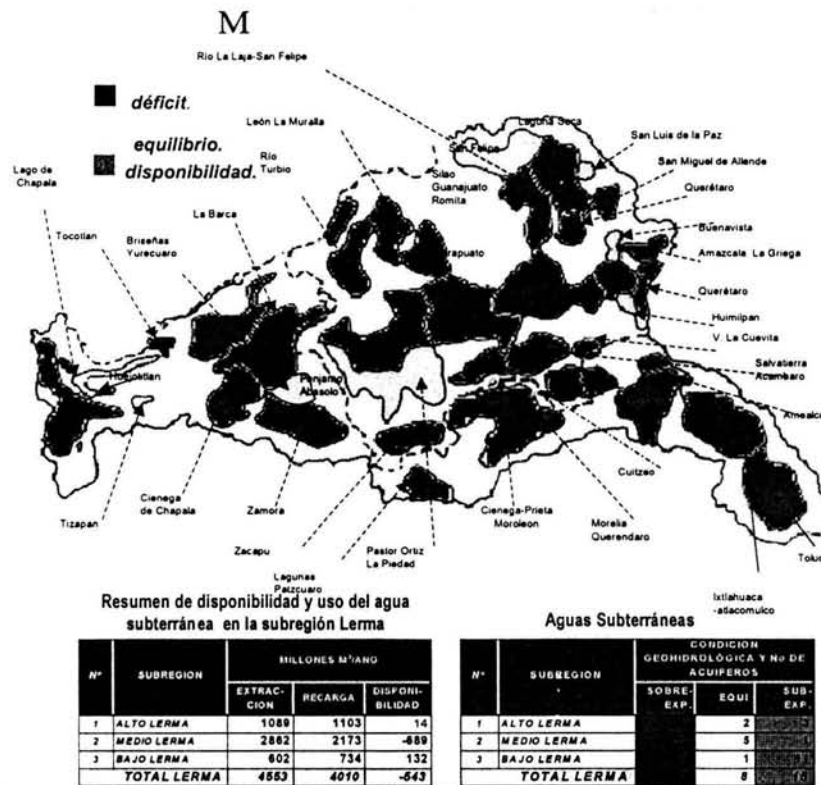 M
Río La Laja-San Felipe
déficit.
León La Muralla
Laguna Seca
San Luis de la Paz
equilibrio.
San Felipe
San Miguel de Allende
Lago de
Chapala
disponibilidad.
Río
Turbio
Silao
Guanajuato
Romita
Querétaro
La Barca
Buenavista
Tocotlan
Briseñas
Yurecuaro
rapuato
Amazcala La Griega
Querétaro
Huimilpan
V. La Cuevita
Salvatierra
Acambaro
Penjamo
Abasolo
Cuitzeo
Cienega
de Chapala
Tizapan
Zamora
Cienega-Prieta
Moroleon
Morelia
Querendaro
Zacapu
Pastor Ortiz
La Piedad
Lagunas
Ixtlahuaca
-atlacomulco
Resumen de disponibilidad y uso del agua
subterránea en la subregión Lerma
Nº SUBREGION MILLONES M³/ANO
EXTRAC-CION RECARGA DISPONI-BILIDAD
1 ALTO LERMA 1089 1103 14
2 MEDIO LERMA 2862 2173 -689
3 BAJO LERMA 602 734 132
TOTAL LERMA 4553 4010 -543
Aguas Subterráneas
Nº SUBREGION CONDICION GEOHIDROLÓGICA Y No DE ACUIFEROS
SOBRE-EXP. EQUI SUB-EXP.
1 ALTO LERMA 2
2 MEDIO LERMA 5
3 BAJO LERMA 1
TOTAL LERMA 8